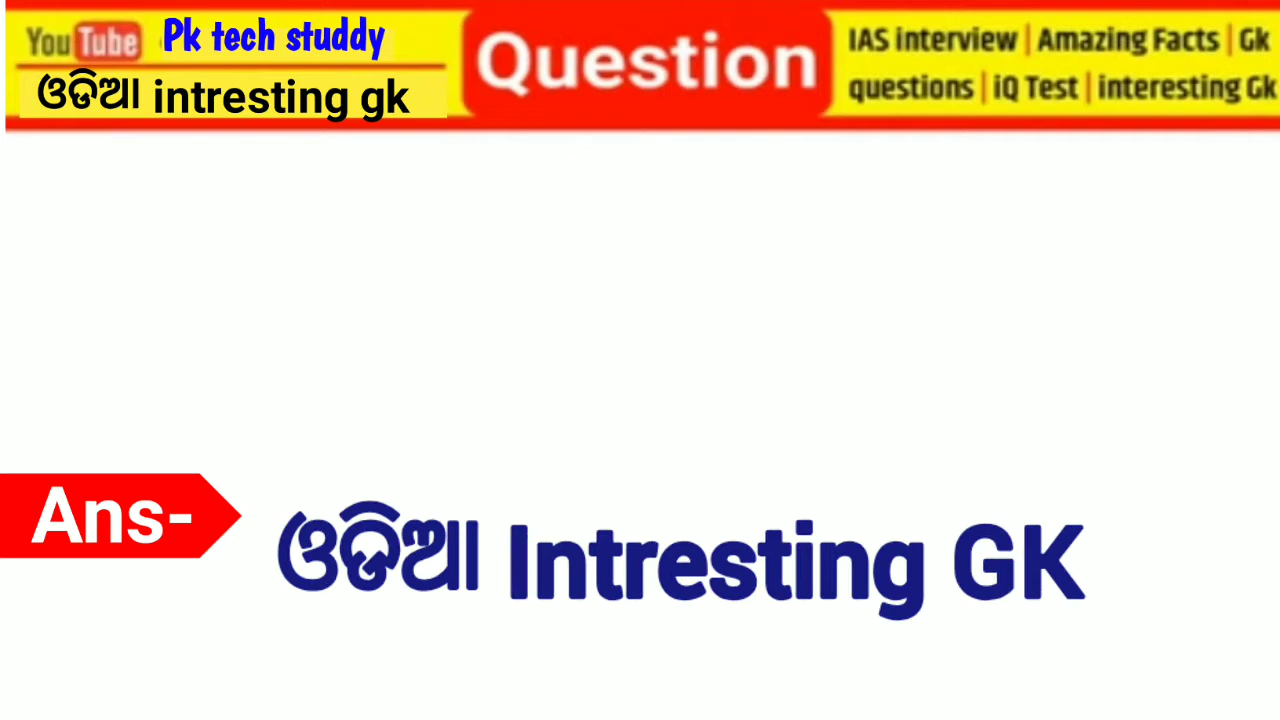 YouTube Pk tech studdy
ଓଡିଆ intresting gk
Question
IAS interview | Amazing Facts | Gk
questions | iQ Test | interesting Gk
Ans-
ଓଡିଆ Intresting GK